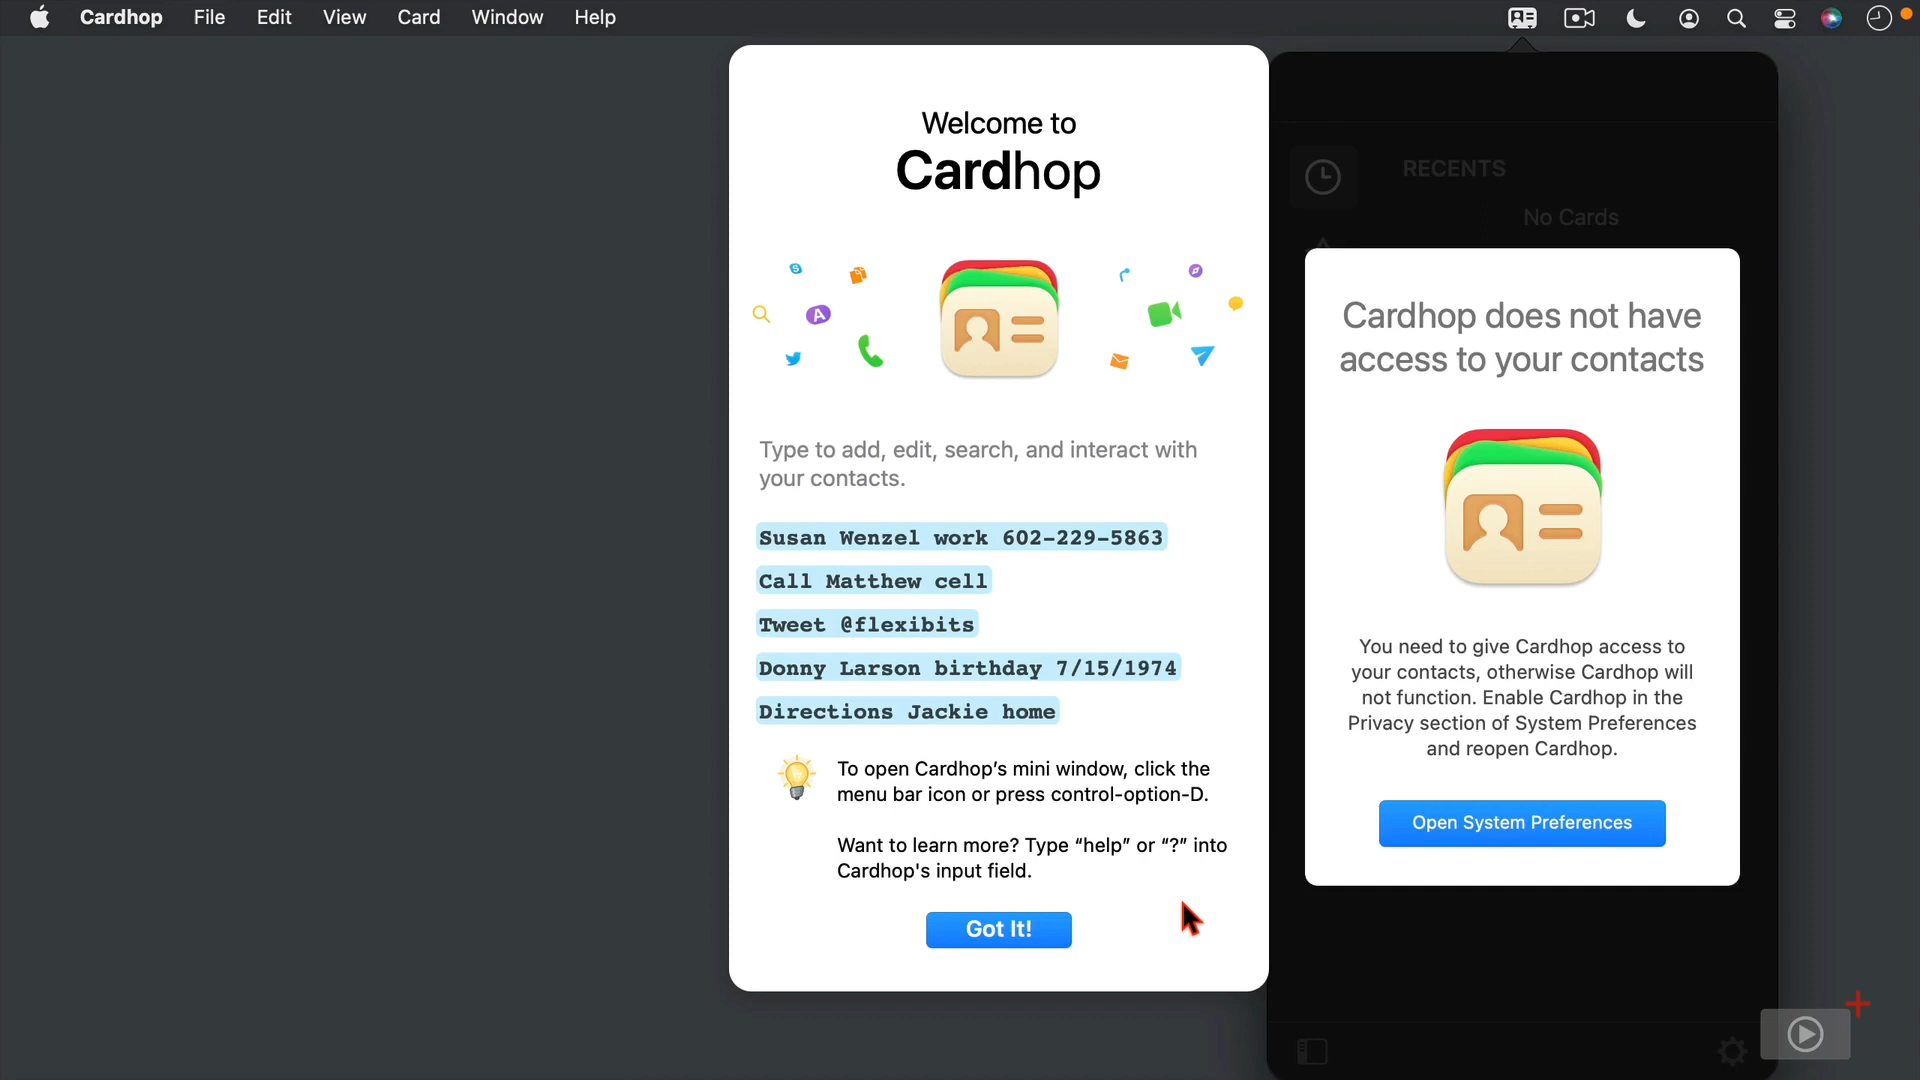 Cardhop File Edit View Card Window Help
Welcome to
Cardhop
Type to add, edit, search, and interact with
your contacts.
Susan Wenzel work 602-229-5863
Call Matthew cell
Tweet @flexibits
Donny Larson birthday 7/15/1974
Directions Jackie home
To open Cardhop's mini window, click the
menu bar icon or press control-option-D.
Want to learn more? Type “help” or “?” into
Cardhop's input field.
Got It!
RECENTS
No Cards
Cardhop does not have
access to your contacts
You need to give Cardhop access to
your contacts, otherwise Cardhop will
not function. Enable Cardhop in the
Privacy section of System Preferences
and reopen Cardhop.
Open System Preferences